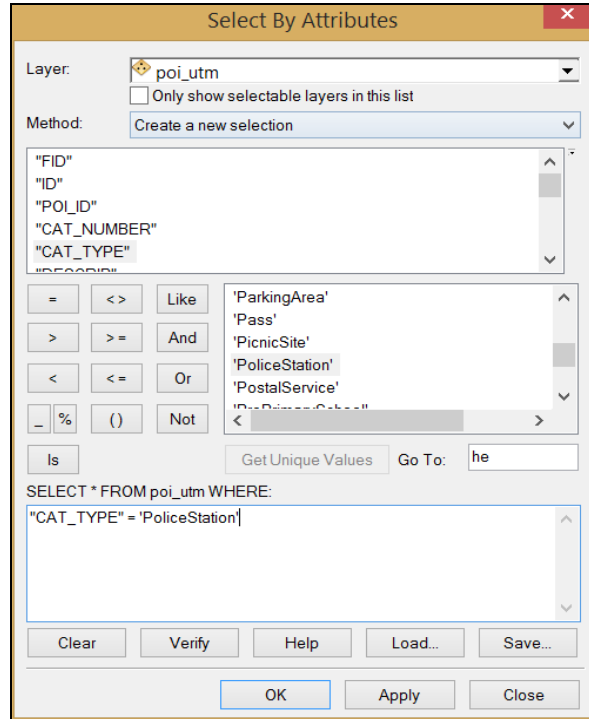 Select By Attributes
×
Layer: poi_utm
Only show selectable layers in this list
Method: Create a new selection
"FID"
"ID"
"POI_ID"
"CAT_NUMBER"
"CAT_TYPE"
= <> Like
> >= And
< <= Or
_ % () Not
Is
'ParkingArea'
'Pass'
'PicnicSite'
'PoliceStation'
'PostalService'
Get Unique Values Go To: he
SELECT * FROM poi_utm WHERE:
"CAT_TYPE" = 'PoliceStation'
Clear Verify Help Load... Save...
OK Apply Close